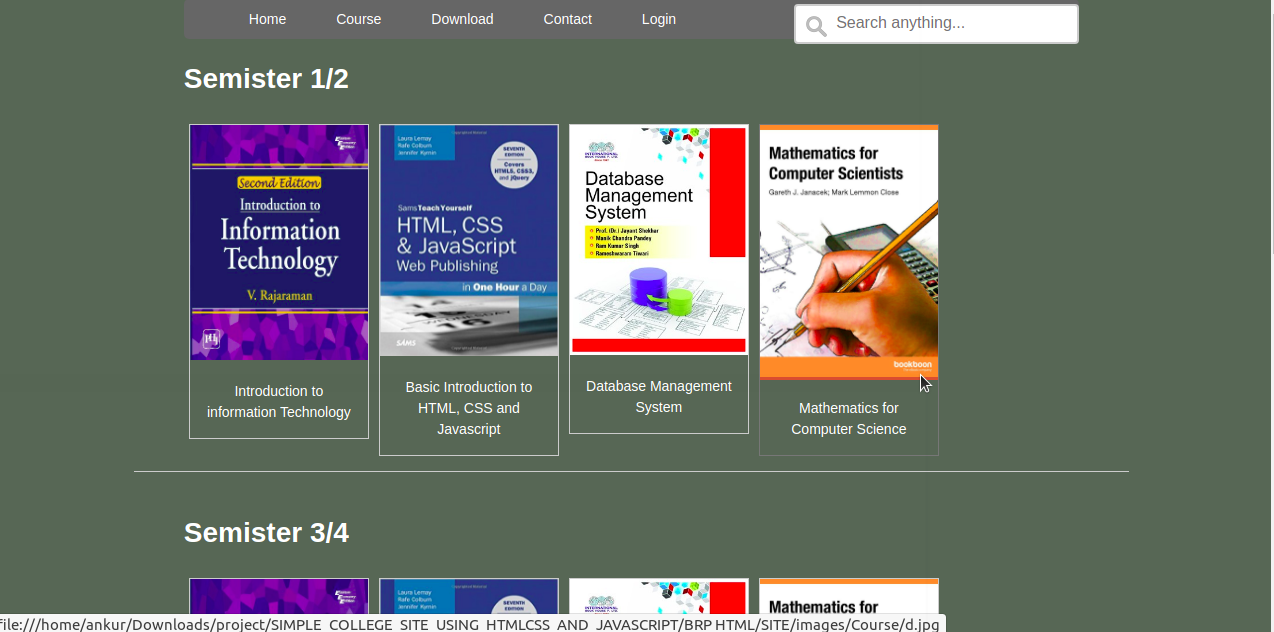 Home Course Download Contact Login
Search anything...
Semister 1/2
Second Edition
Introduction to
Information
Technology
V. Rajaraman
Introduction to
information Technology
Laura Lemay
Rafe Colburn
Jennifer Kyrnin
SEVENTH
EDITION
Covers
HTML5, CSS3,
and jQuery
Sams Teach Yourself
HTML, CSS
& JavaScript
Web Publishing
in One Hour a Day
SAMS
Basic Introduction to
HTML, CSS and
Javascript
INTERNATIONAL
Database
Management
System
Prof. (Dr.) Jayant Shekhar
Manik Chandra Pandey
Ram Kumar Singh
Rameshwaram Tiwari
Database Management
System
Mathematics for
Computer Scientists
Gareth J. Janacek; Mark Lemmon Close
bookboon
Mathematics for
Computer Science
Semister 3/4
Laura Lemay
Rafe Colburn
Jennifer Kyrnin
SEVENTH
EDITION
INTERNATIONAL
Mathematics for
file:///home/ankur/Downloads/project/SIMPLE_COLLEGE_SITE_USING_HTMLCSS_AND_JAVASCRIPT/BRP HTML/SITE/images/Course/d.jpg